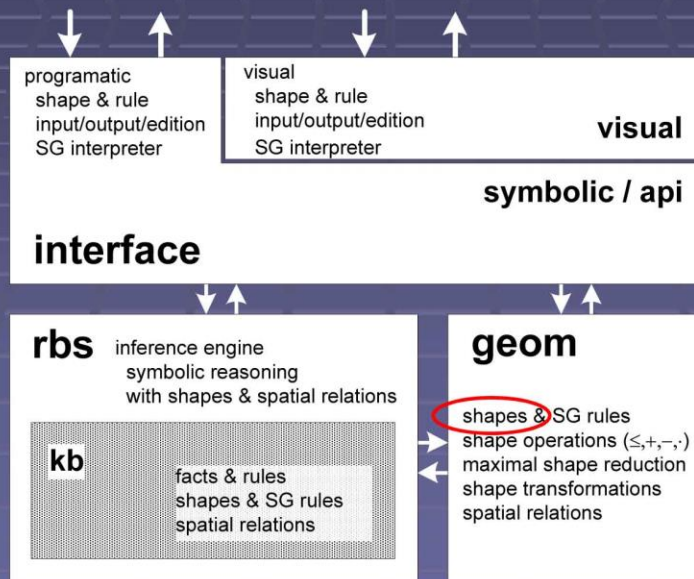 programatic
shape & rule
input/output/edition
SG interpreter
visual
shape & rule
input/output/edition
SG interpreter
visual
symbolic / api
interface
rbs
inference engine
symbolic reasoning
with shapes & spatial relations
kb
facts & rules
shapes & SG rules
spatial relations
geom
shapes & SG rules
shape operations (≤,+,−,·)
maximal shape reduction
shape transformations
spatial relations